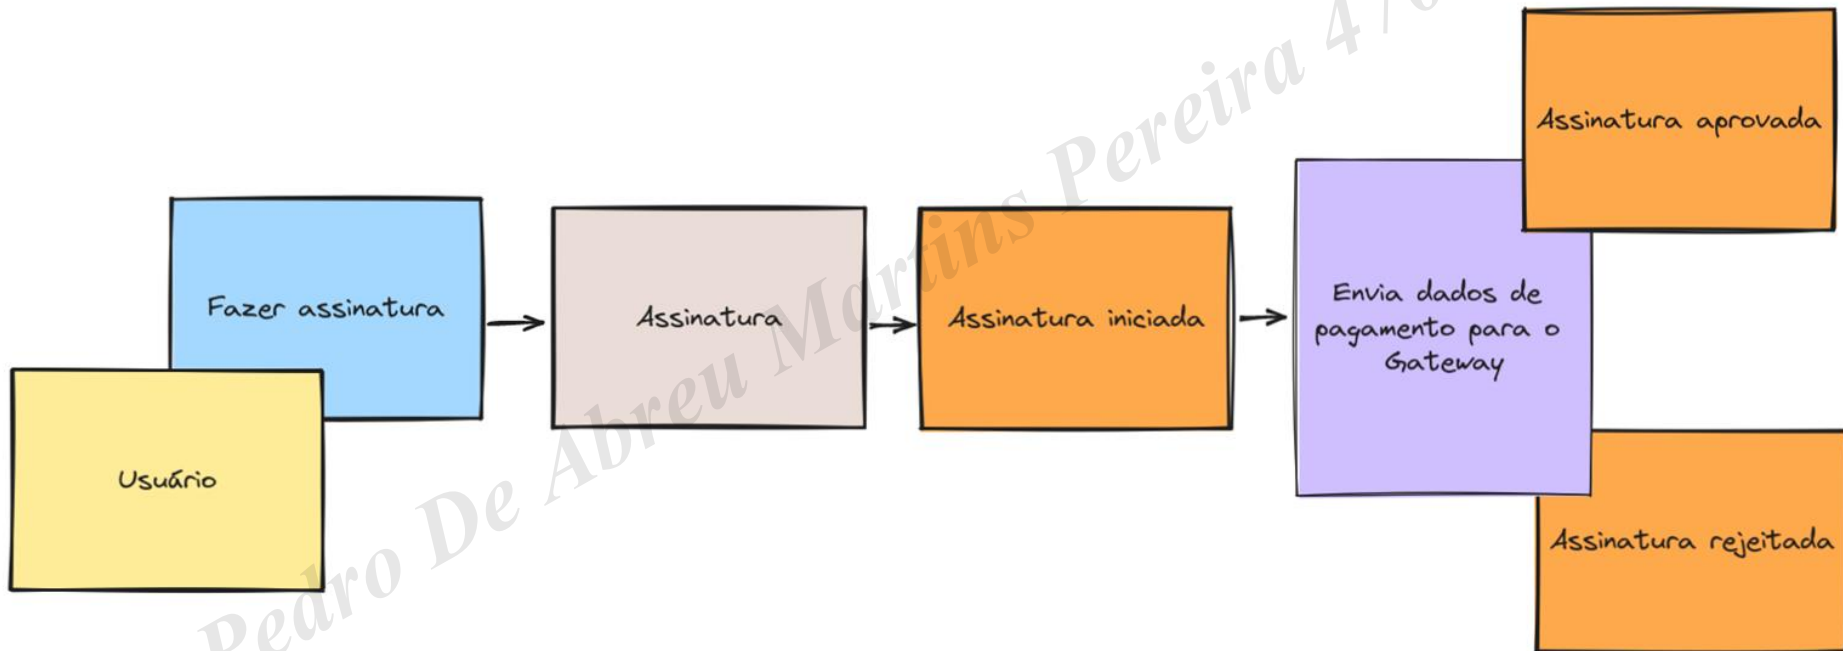 Assinatura aprovada
Fazer assinatura
Assinatura
Assinatura iniciada
Envia dados de
pagamento para o
Gateway
Usuário
Assinatura rejeitada
Pedro De Abreu Martins Pereira 47